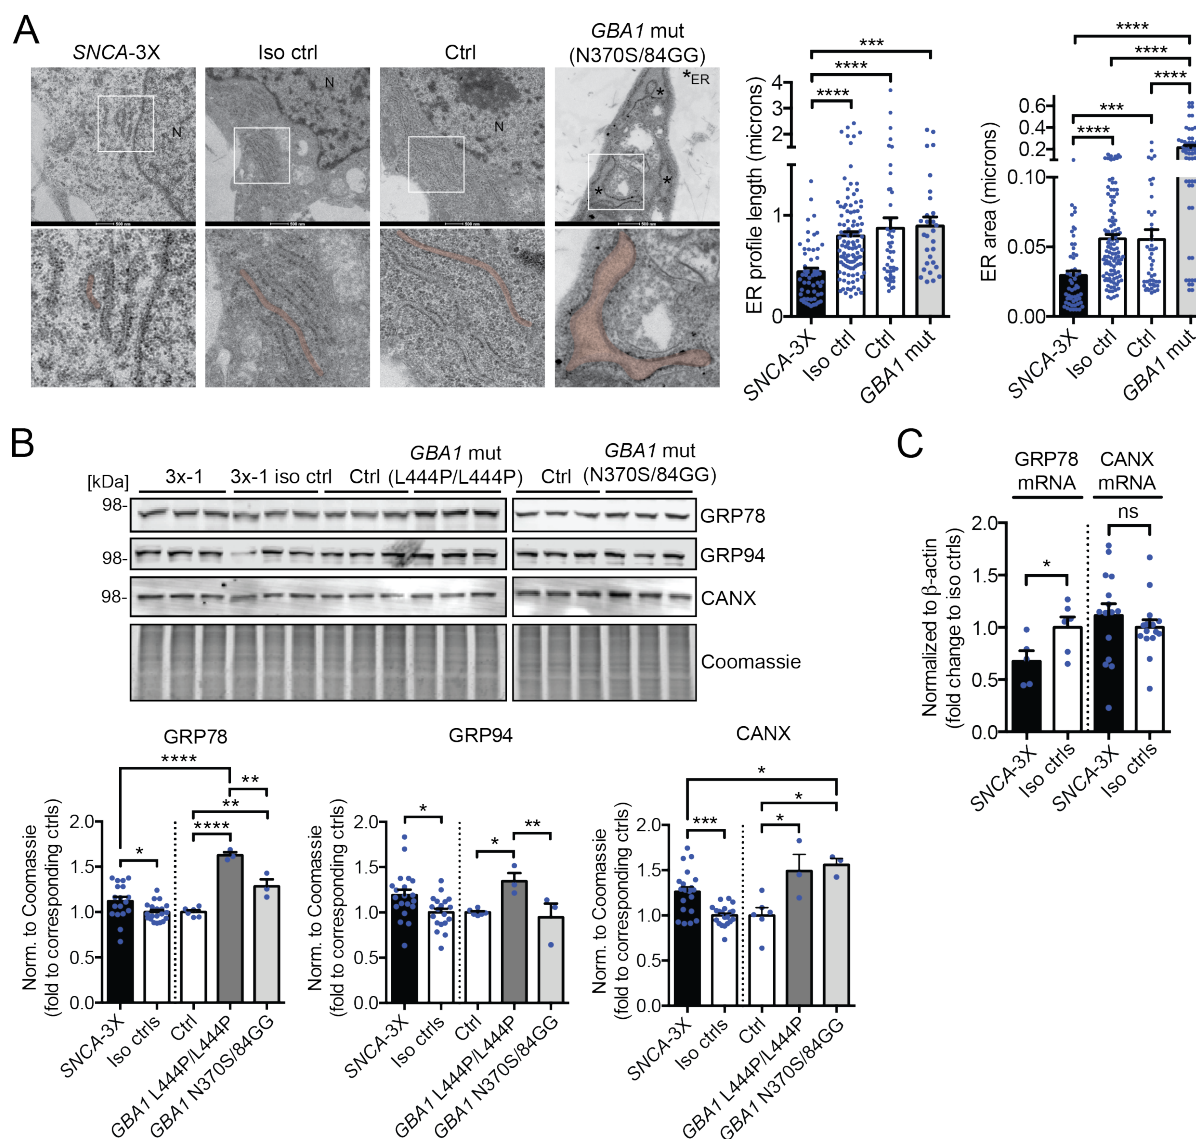 A
SNCA-3X
Iso ctrl
Ctrl
GBA1 mut
(N370S/84GG)
N
N
N
*ER
*
*
*
500 nm
500 nm
500 nm
500 nm
ER profile length (microns)
4
3
2
1
0
***
****
****
SNCA-3X
Iso ctrl
Ctrl
GBA1 mut
ER area (microns)
0.6
0.4
0.2
0.10
0.05
0.00
****
****
****
***
****
SNCA-3X
Iso ctrl
Ctrl
GBA1 mut
B
[kDa]
3x-1
3x-1 iso ctrl
Ctrl
GBA1 mut
(L444P/L444P)
Ctrl
GBA1 mut
(N370S/84GG)
98-
GRP78
98-
GRP94
98-
CANX
Coomassie
C
GRP78
mRNA
CANX
mRNA
Normalized to β-actin
(fold change to iso ctrls)
2.0
1.5
1.0
0.5
0.0
*
ns
SNCA-3X
Iso ctrls
SNCA-3X
Iso ctrls
GRP78
Norm. to Coomassie
(fold to corresponding ctrls)
2.0
1.5
1.0
0.5
0.0
****
**
**
****
*
SNCA-3X
Iso ctrls
Ctrl
GBA1 L444P/L444P
GBA1 N370S/84GG
GRP94
Norm. to Coomassie
(fold to corresponding ctrls)
2.0
1.5
1.0
0.5
0.0
*
**
*
SNCA-3X
Iso ctrls
Ctrl
GBA1 L444P/L444P
GBA1 N370S/84GG
CANX
Norm. to Coomassie
(fold to corresponding ctrls)
2.0
1.5
1.0
0.5
0.0
*
*
***
*
SNCA-3X
Iso ctrls
Ctrl
GBA1 L444P/L444P
GBA1 N370S/84GG